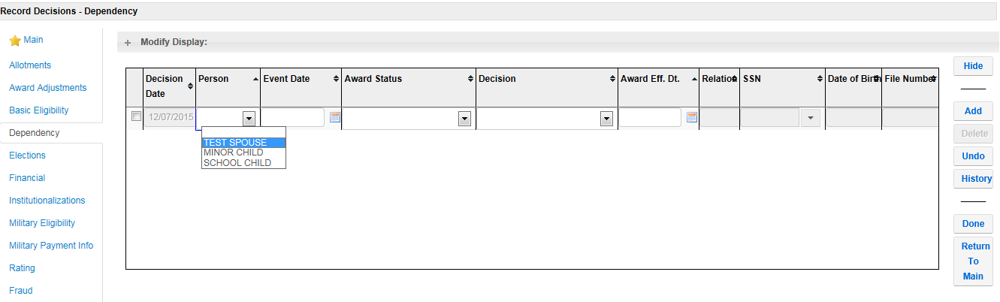 Record Decisions - Dependency
Main
Allotments
Award Adjustments
Basic Eligibility
Dependency
Elections
Financial
Institutionalizations
Military Eligibility
Military Payment Info
Rating
Fraud
+ Modify Display:
Decision Date Person Event Date Award Status Decision Award Eff. Dt. Relation SSN Date of Birth File Number
12/07/2015
TEST SPOUSE
MINOR CHILD
SCHOOL CHILD
Hide
Add
Delete
Undo
History
Done
Return
To
Main